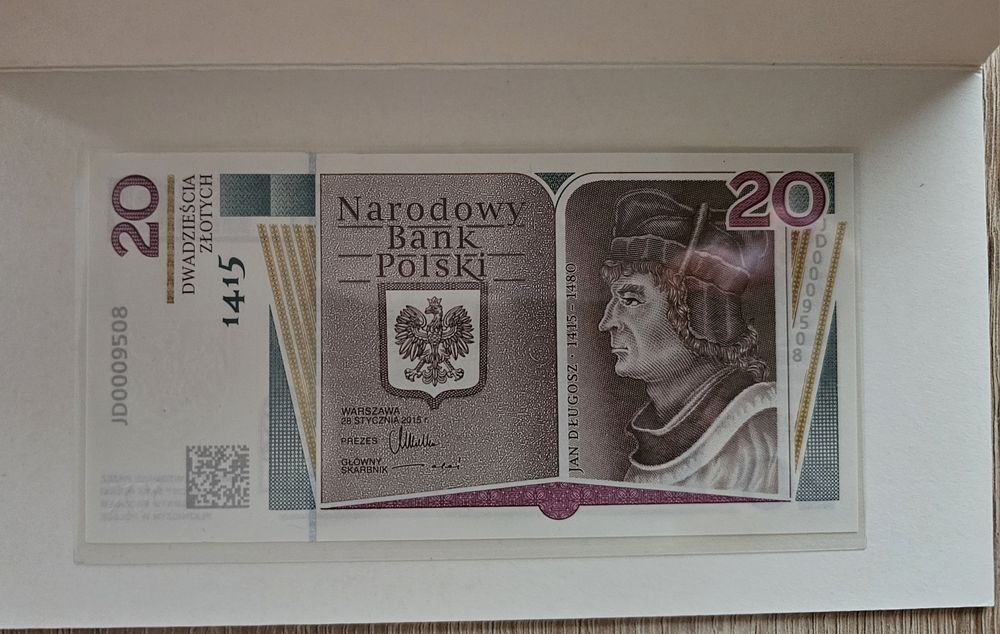 20
DWADZIEŚCIA
ZŁOTYCH
1415
JD0009508
Narodowy
Bank
Polski
WARSZAWA
28 STYCZNIA 2015 r.
PREZES
GŁÓWNY
SKARBNIK
JAN DŁUGOSZ · 1415 - 1480
20
JD0009508